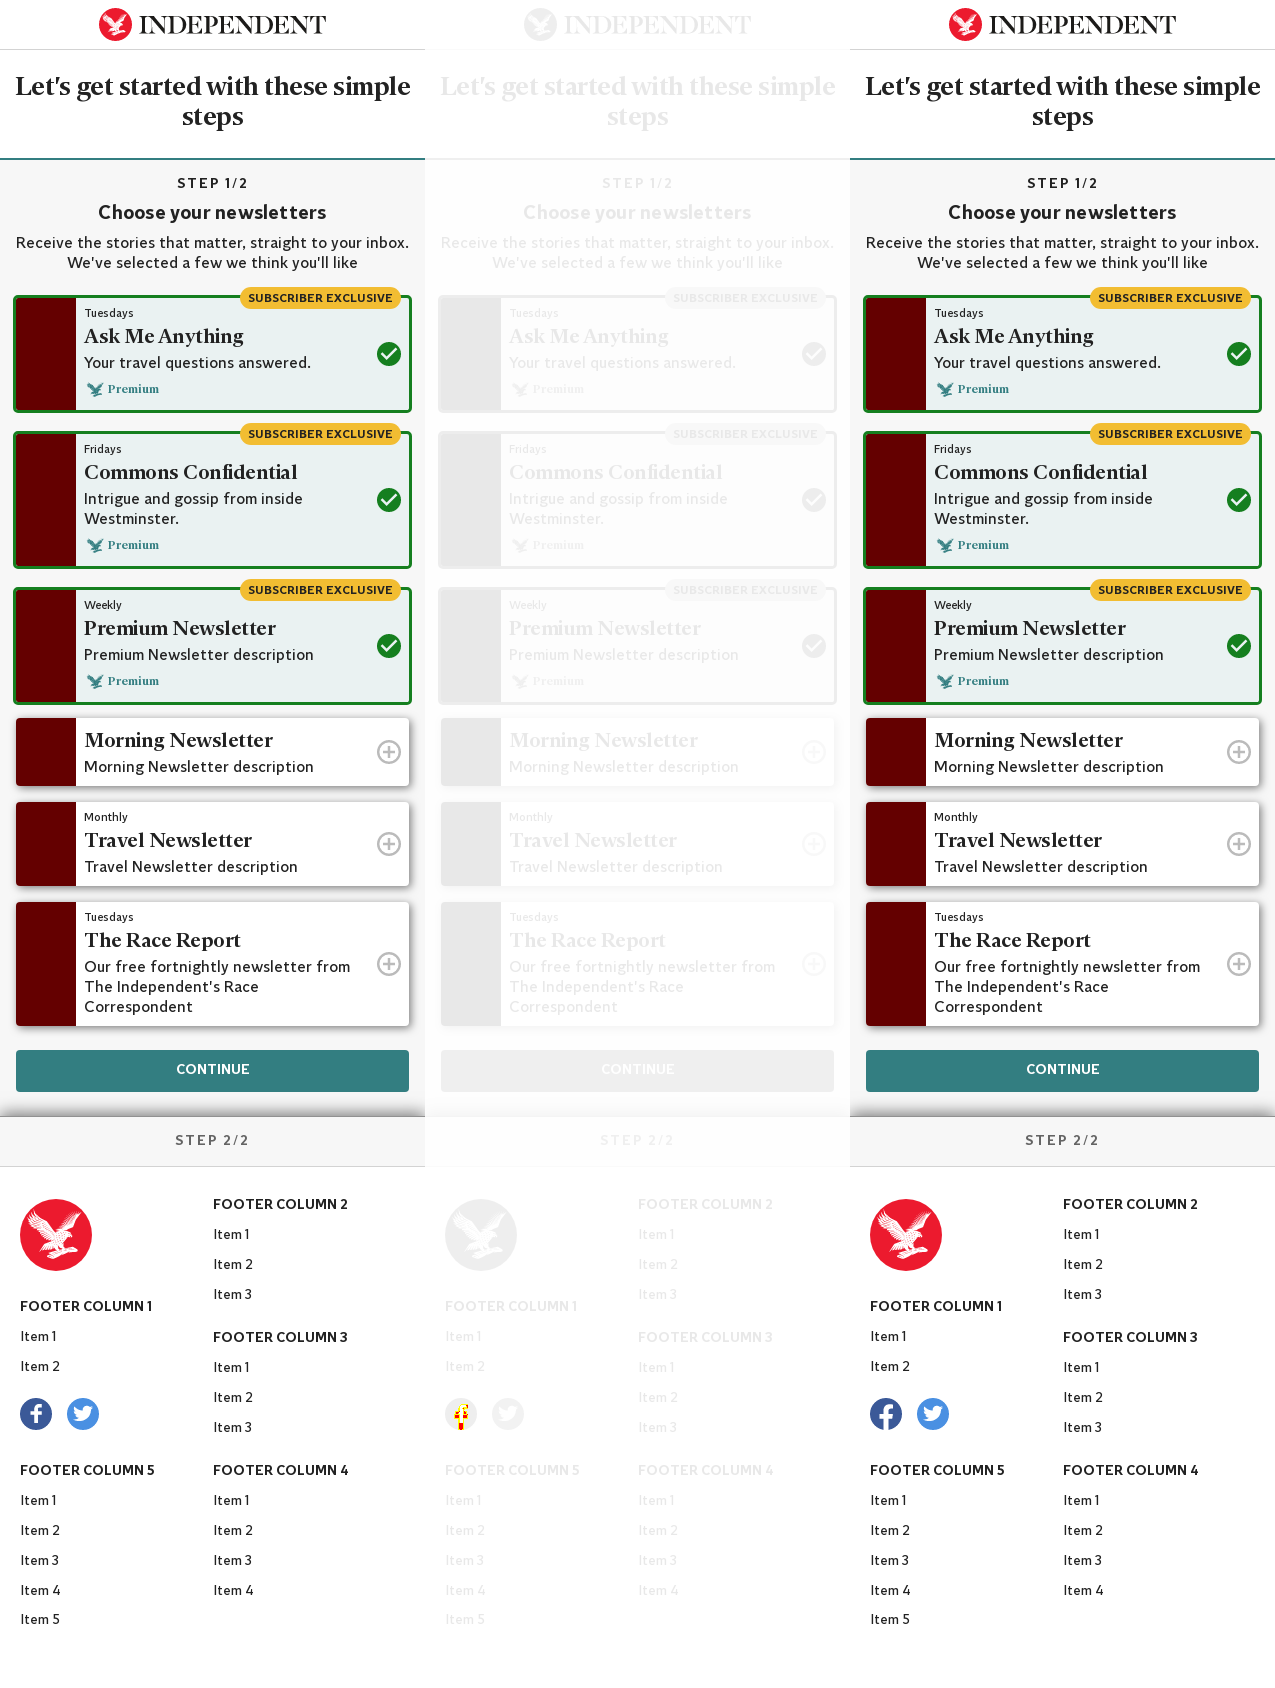 INDEPENDENT
Let's get started with these simple
steps
STEP 1/2
Choose your newsletters
Receive the stories that matter, straight to your inbox.
We've selected a few we think you'll like
SUBSCRIBER EXCLUSIVE
Tuesdays
Ask Me Anything
Your travel questions answered.
Premium
SUBSCRIBER EXCLUSIVE
Fridays
Commons Confidential
Intrigue and gossip from inside
Westminster.
Premium
SUBSCRIBER EXCLUSIVE
Weekly
Premium Newsletter
Premium Newsletter description
Premium
Morning Newsletter
Morning Newsletter description
Monthly
Travel Newsletter
Travel Newsletter description
Tuesdays
The Race Report
Our free fortnightly newsletter from
The Independent's Race
Correspondent
CONTINUE
STEP 2/2
FOOTER COLUMN 1
Item 1
Item 2
FOOTER COLUMN 2
Item 1
Item 2
Item 3
FOOTER COLUMN 3
Item 1
Item 2
Item 3
FOOTER COLUMN 5
Item 1
Item 2
Item 3
Item 4
Item 5
FOOTER COLUMN 4
Item 1
Item 2
Item 3
Item 4
INDEPENDENT
Let's get started with these simple
steps
STEP 1/2
Choose your newsletters
Receive the stories that matter, straight to your inbox.
We've selected a few we think you'll like
SUBSCRIBER EXCLUSIVE
Tuesdays
Ask Me Anything
Your travel questions answered.
Premium
SUBSCRIBER EXCLUSIVE
Fridays
Commons Confidential
Intrigue and gossip from inside
Westminster.
Premium
SUBSCRIBER EXCLUSIVE
Weekly
Premium Newsletter
Premium Newsletter description
Premium
Morning Newsletter
Morning Newsletter description
Monthly
Travel Newsletter
Travel Newsletter description
Tuesdays
The Race Report
Our free fortnightly newsletter from
The Independent's Race
Correspondent
CONTINUE
STEP 2/2
FOOTER COLUMN 1
Item 1
Item 2
FOOTER COLUMN 2
Item 1
Item 2
Item 3
FOOTER COLUMN 3
Item 1
Item 2
Item 3
FOOTER COLUMN 5
Item 1
Item 2
Item 3
Item 4
Item 5
FOOTER COLUMN 4
Item 1
Item 2
Item 3
Item 4
INDEPENDENT
Let's get started with these simple
steps
STEP 1/2
Choose your newsletters
Receive the stories that matter, straight to your inbox.
We've selected a few we think you'll like
SUBSCRIBER EXCLUSIVE
Tuesdays
Ask Me Anything
Your travel questions answered.
Premium
SUBSCRIBER EXCLUSIVE
Fridays
Commons Confidential
Intrigue and gossip from inside
Westminster.
Premium
SUBSCRIBER EXCLUSIVE
Weekly
Premium Newsletter
Premium Newsletter description
Premium
Morning Newsletter
Morning Newsletter description
Monthly
Travel Newsletter
Travel Newsletter description
Tuesdays
The Race Report
Our free fortnightly newsletter from
The Independent's Race
Correspondent
CONTINUE
STEP 2/2
FOOTER COLUMN 1
Item 1
Item 2
FOOTER COLUMN 2
Item 1
Item 2
Item 3
FOOTER COLUMN 3
Item 1
Item 2
Item 3
FOOTER COLUMN 5
Item 1
Item 2
Item 3
Item 4
Item 5
FOOTER COLUMN 4
Item 1
Item 2
Item 3
Item 4